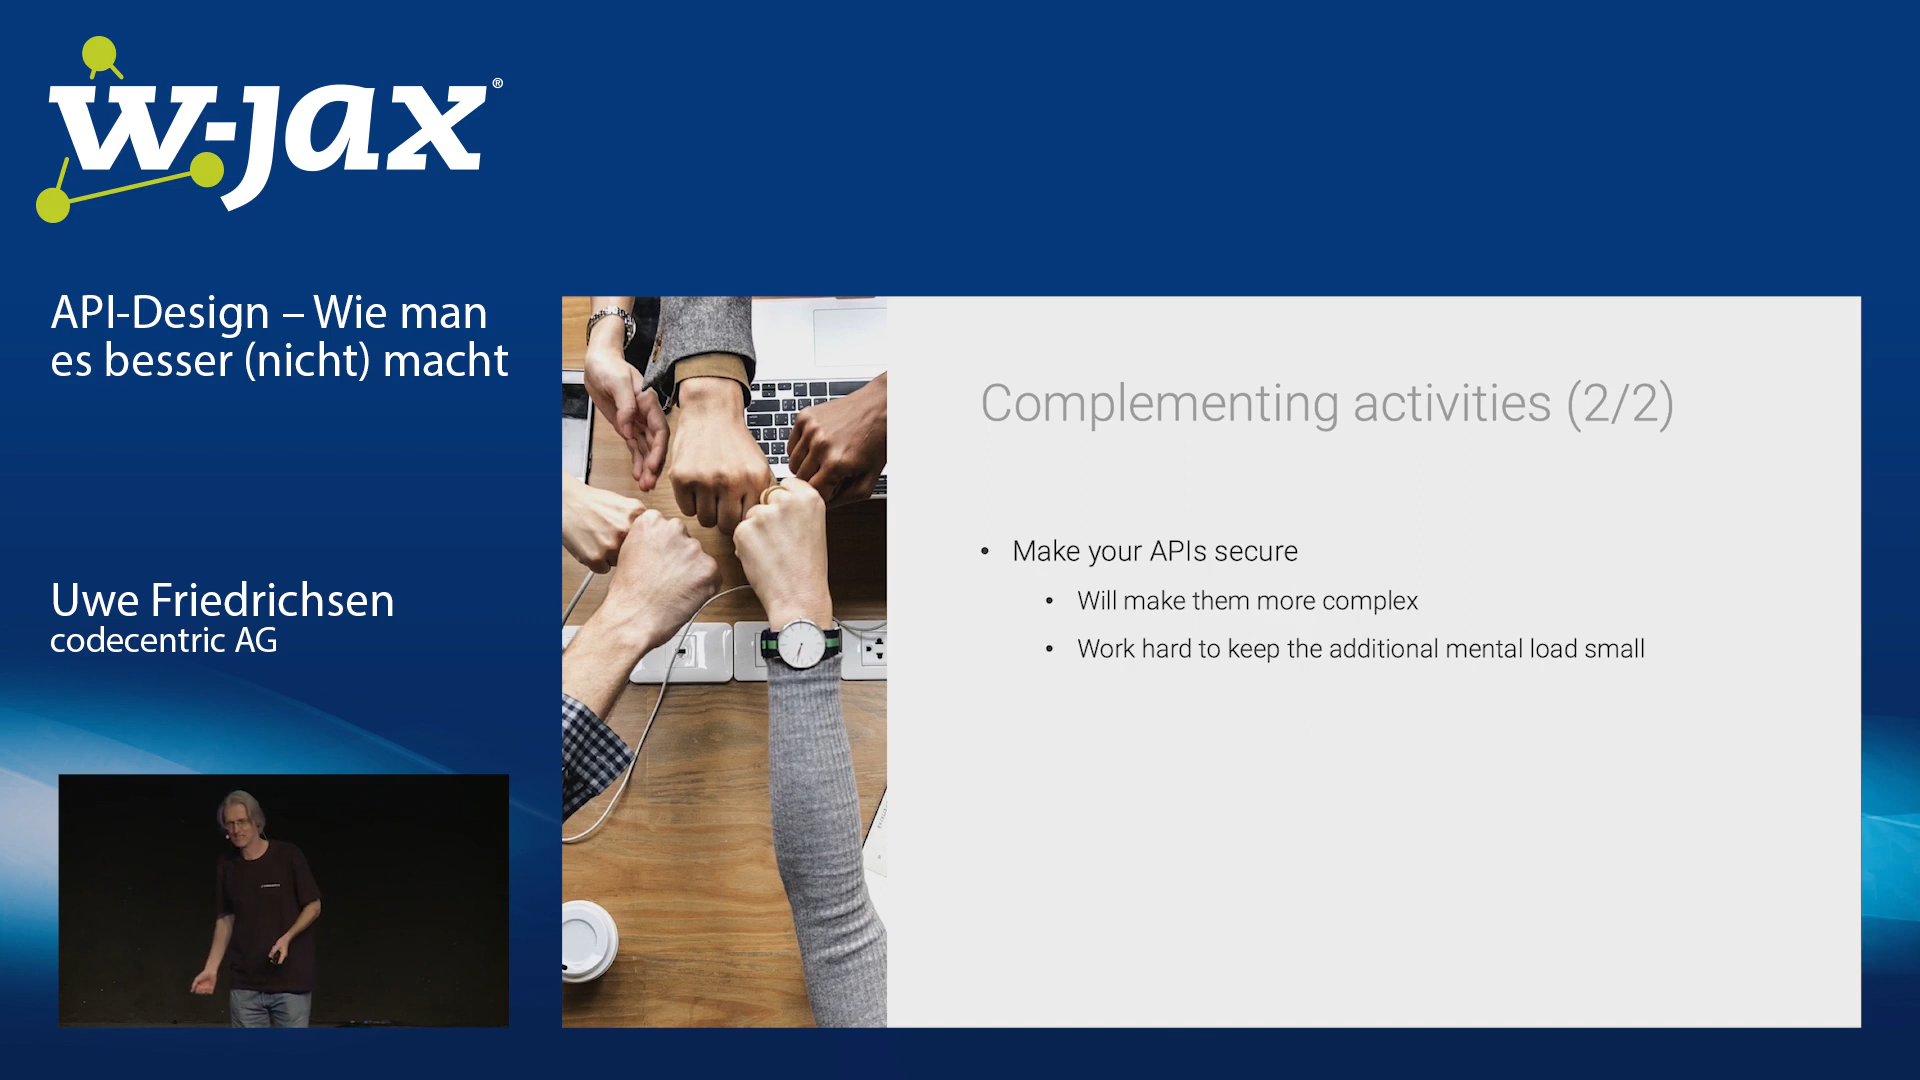 w-jax®
API-Design – Wie man
es besser (nicht) macht
Uwe Friedrichsen
codecentric AG
Complementing activities (2/2)
• Make your APIs secure
• Will make them more complex
• Work hard to keep the additional mental load small